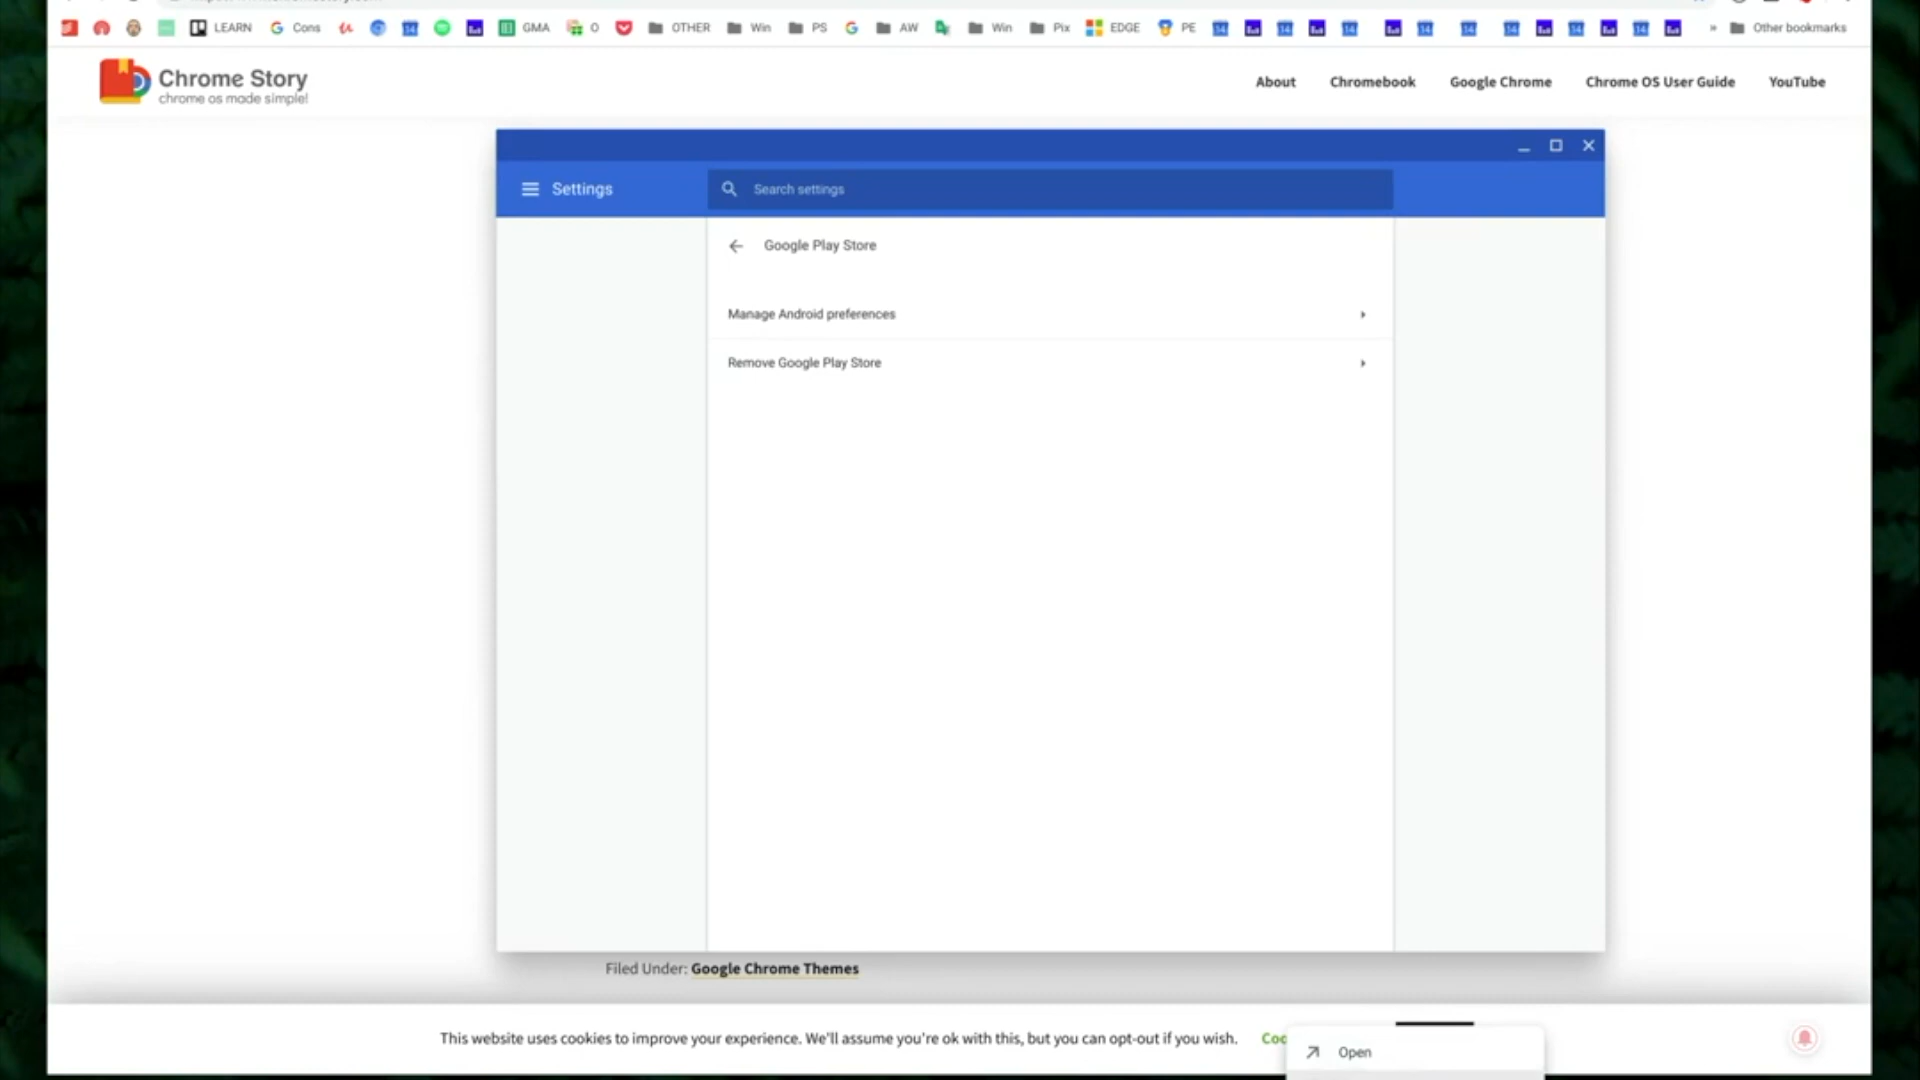 LEARN Cons GMA O OTHER Win PS AW Win Pix EDGE PE » Other bookmarks
Chrome Story
chrome os made simple!
About Chromebook Google Chrome Chrome OS User Guide YouTube
Settings
Search settings
Google Play Store
Manage Android preferences
Remove Google Play Store
Filed Under: Google Chrome Themes
This website uses cookies to improve your experience. We'll assume you're ok with this, but you can opt-out if you wish.
Open